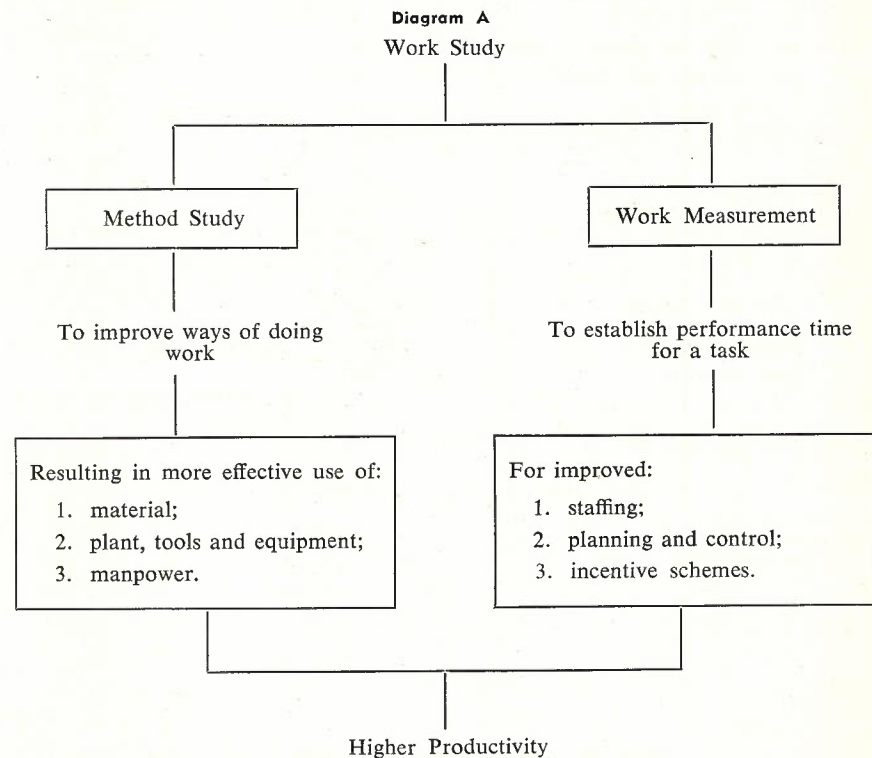 Diagram A
Work Study
Method Study
Work Measurement
To improve ways of doing
work
To establish performance time
for a task
Resulting in more effective use of:
1. material;
2. plant, tools and equipment;
3. manpower.
For improved:
1. staffing;
2. planning and control;
3. incentive schemes.
Higher Productivity